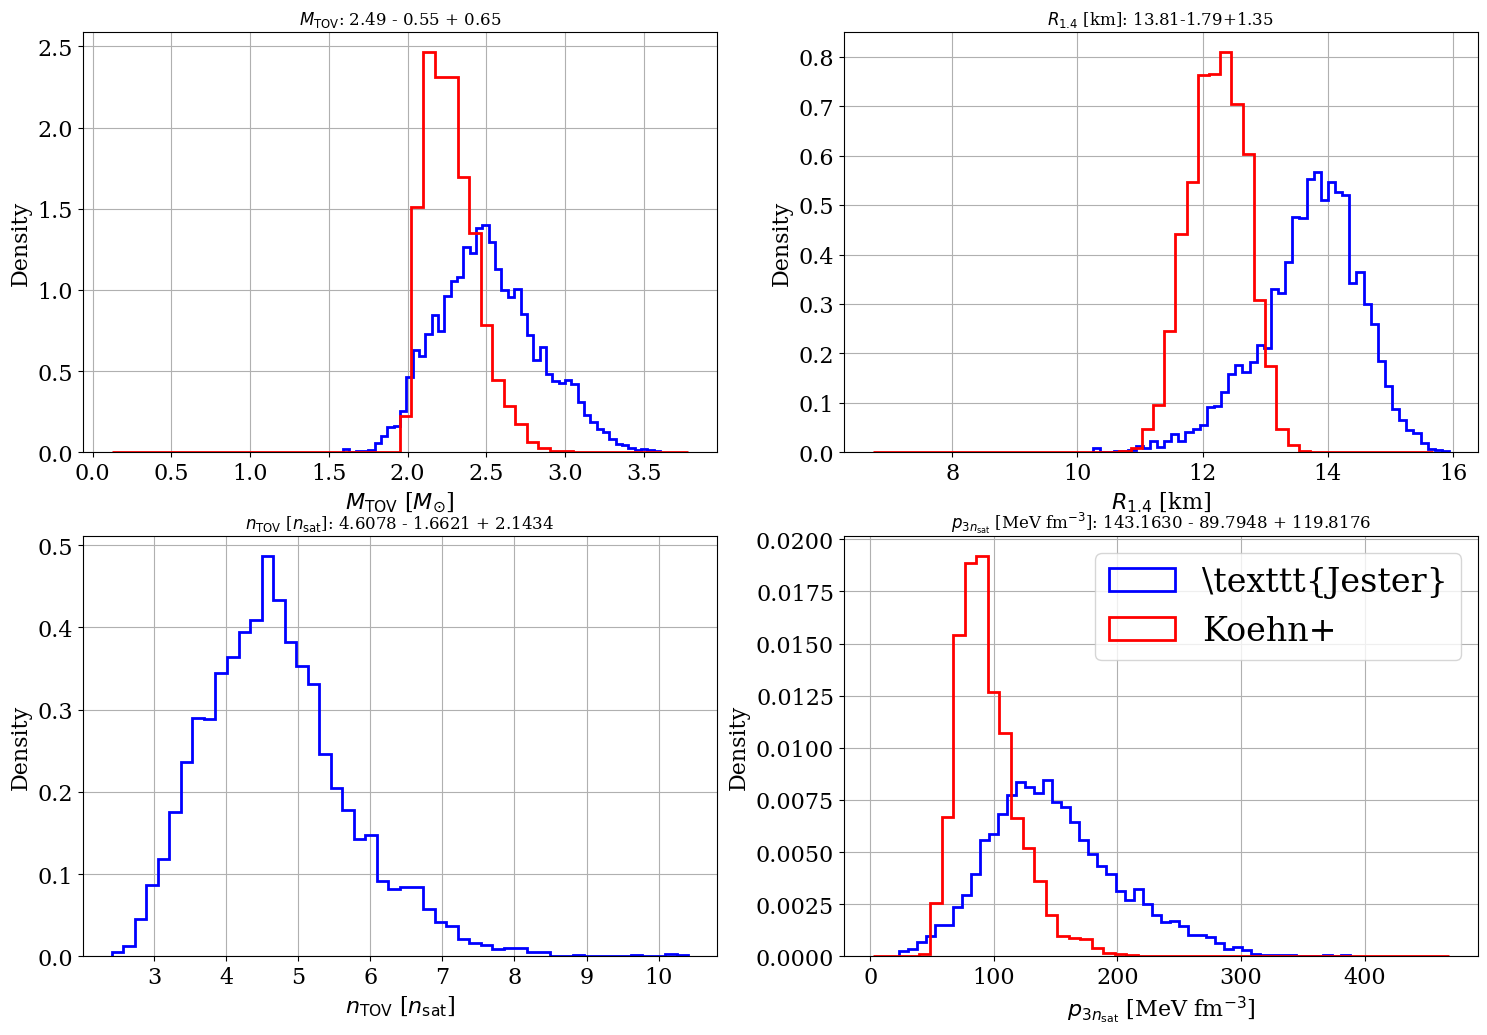 M_TOV: 2.49 - 0.55 + 0.65
2.5
2.0
1.5
1.0
0.5
0.0
Density
0.0 0.5 1.0 1.5 2.0 2.5 3.0 3.5
M_TOV [M_⊙]
R_1.4 [km]: 13.81-1.79+1.35
0.8
0.7
0.6
0.5
0.4
0.3
0.2
0.1
0.0
Density
8 10 12 14 16
R_1.4 [km]
n_TOV [n_sat]: 4.6078 - 1.6621 + 2.1434
0.5
0.4
0.3
0.2
0.1
0.0
Density
3 4 5 6 7 8 9 10
n_TOV [n_sat]
p_3n_sat [MeV fm⁻³]: 143.1630 - 89.7948 + 119.8176
0.0200
0.0175
0.0150
0.0125
0.0100
0.0075
0.0050
0.0025
0.0000
Density
\texttt{Jester}
Koehn+
0 100 200 300 400
p_3n_sat [MeV fm⁻³]